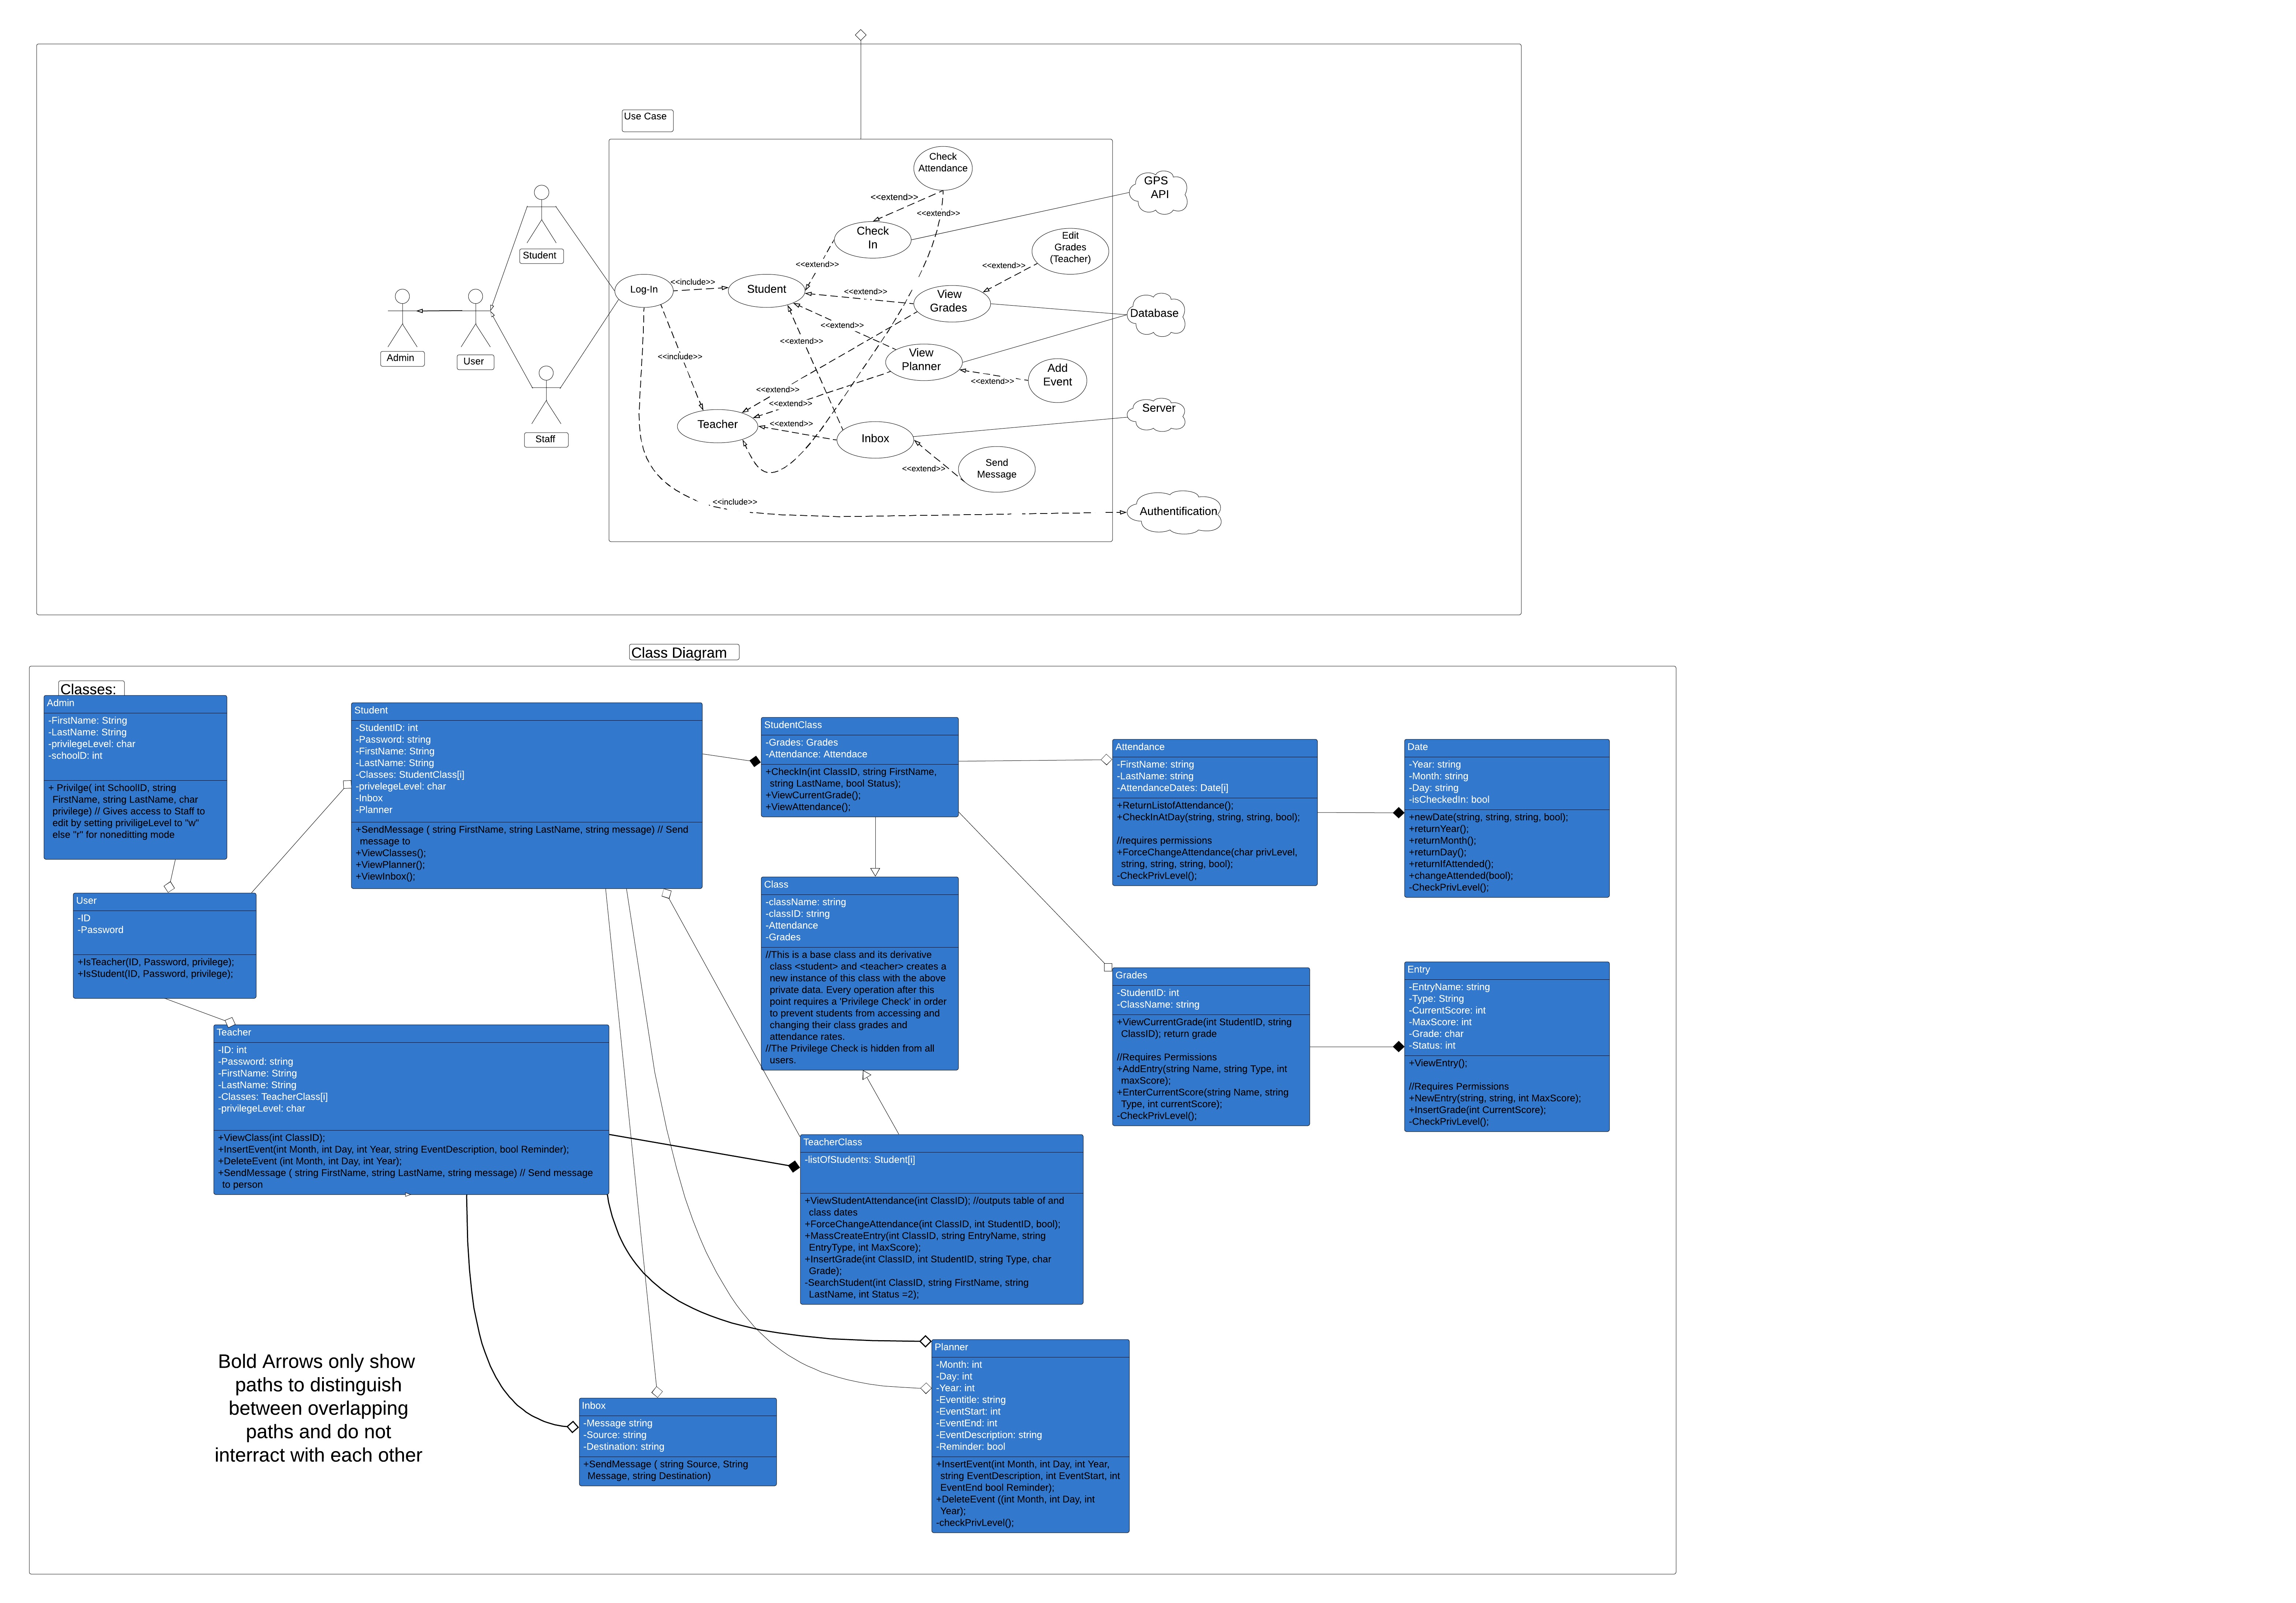 Use Case
Check
Attendance
<<extend>>
<<extend>>
GPS
API
Check
In
Edit
Grades
(Teacher)
Student
<<extend>>
<<extend>>
Log-In
<<include>>
Student
<<extend>>
View
Grades
Database
<<extend>>
<<extend>>
Admin
User
<<include>>
View
Planner
Add
Event
<<extend>>
<<extend>>
<<extend>>
Server
Teacher
<<extend>>
Inbox
Staff
<<extend>>
Send
Message
<<include>>
Authentification
Class Diagram
Classes:
Admin
-FirstName: String
-LastName: String
-privilegeLevel: char
-schoolD: int
+ Privilge( int SchoolID, string
FirstName, string LastName, char
privilege) // Gives access to Staff to
edit by setting priviligeLevel to "w"
else "r" for noneditting mode
Student
-StudentID: int
-Password: string
-FirstName: String
-LastName: String
-Classes: StudentClass[i]
-privelegeLevel: char
-Inbox
-Planner
+SendMessage ( string FirstName, string LastName, string message) // Send
message to
+ViewClasses();
+ViewPlanner();
+ViewInbox();
StudentClass
-Grades: Grades
-Attendance: Attendace
+CheckIn(int ClassID, string FirstName,
string LastName, bool Status);
+ViewCurrentGrade();
+ViewAttendance();
Attendance
-FirstName: string
-LastName: string
-AttendanceDates: Date[i]
+ReturnListofAttendance();
+CheckInAtDay(string, string, string, bool);
//requires permissions
+ForceChangeAttendance(char privLevel,
string, string, string, bool);
-CheckPrivLevel();
Date
-Year: string
-Month: string
-Day: string
-isCheckedIn: bool
+newDate(string, string, string, bool);
+returnYear();
+returnMonth();
+returnDay();
+returnIfAttended();
+changeAttended(bool);
-CheckPrivLevel();
User
-ID
-Password
+IsTeacher(ID, Password, privilege);
+IsStudent(ID, Password, privilege);
Class
-className: string
-classID: string
-Attendance
-Grades
//This is a base class and its derivative
class <student> and <teacher> creates a
new instance of this class with the above
private data. Every operation after this
point requires a 'Privilege Check' in order
to prevent students from accessing and
changing their class grades and
attendance rates.
//The Privilege Check is hidden from all
users.
Grades
-StudentID: int
-ClassName: string
+ViewCurrentGrade(int StudentID, string
ClassID); return grade
//Requires Permissions
+AddEntry(string Name, string Type, int
maxScore);
+EnterCurrentScore(string Name, string
Type, int currentScore);
-CheckPrivLevel();
Entry
-EntryName: string
-Type: String
-CurrentScore: int
-MaxScore: int
-Grade: char
-Status: int
+ViewEntry();
//Requires Permissions
+NewEntry(string, string, int MaxScore);
+InsertGrade(int CurrentScore);
-CheckPrivLevel();
Teacher
-ID: int
-Password: string
-FirstName: String
-LastName: String
-Classes: TeacherClass[i]
-privilegeLevel: char
+ViewClass(int ClassID);
+InsertEvent(int Month, int Day, int Year, string EventDescription, bool Reminder);
+DeleteEvent (int Month, int Day, int Year);
+SendMessage ( string FirstName, string LastName, string message) // Send message
to person
TeacherClass
-listOfStudents: Student[i]
+ViewStudentAttendance(int ClassID); //outputs table of and
class dates
+ForceChangeAttendance(int ClassID, int StudentID, bool);
+MassCreateEntry(int ClassID, string EntryName, string
EntryType, int MaxScore);
+InsertGrade(int ClassID, int StudentID, string Type, char
Grade);
-SearchStudent(int ClassID, string FirstName, string
LastName, int Status =2);
Bold Arrows only show
paths to distinguish
between overlapping
paths and do not
interract with each other
Inbox
-Message string
-Source: string
-Destination: string
+SendMessage ( string Source, String
Message, string Destination)
Planner
-Month: int
-Day: int
-Year: int
-Eventitle: string
-EventStart: int
-EventEnd: int
-EventDescription: string
-Reminder: bool
+InsertEvent(int Month, int Day, int Year,
string EventDescription, int EventStart, int
EventEnd bool Reminder);
+DeleteEvent ((int Month, int Day, int
Year);
-checkPrivLevel();